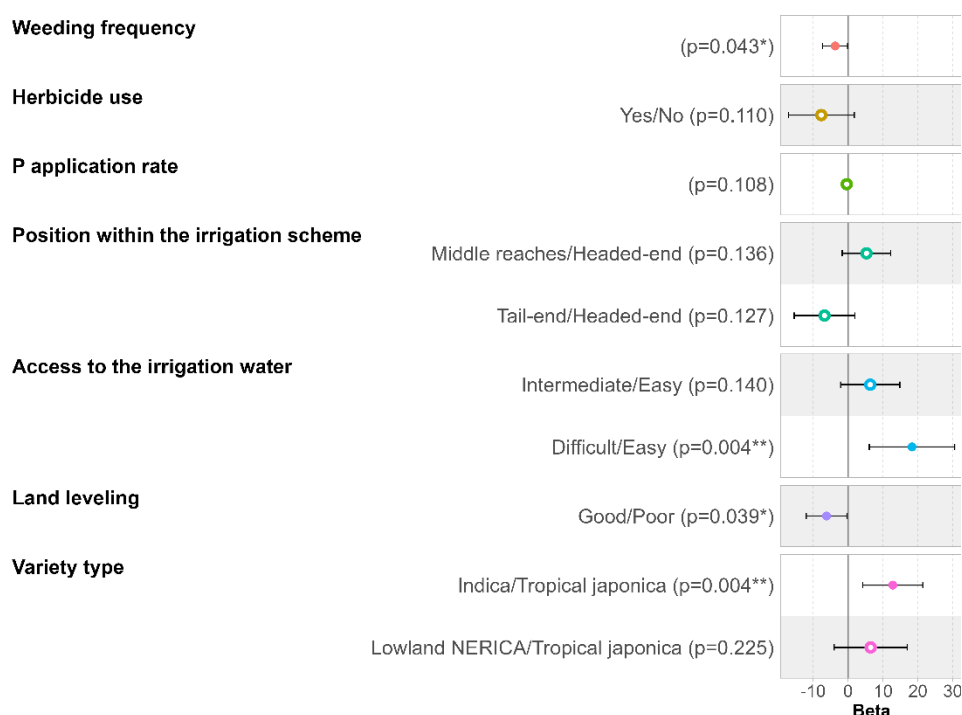 Weeding frequency
(p=0.043*)
Herbicide use
Yes/No (p=0.110)
P application rate
(p=0.108)
Position within the irrigation scheme
Middle reaches/Headed-end (p=0.136)
Tail-end/Headed-end (p=0.127)
Access to the irrigation water
Intermediate/Easy (p=0.140)
Difficult/Easy (p=0.004**)
Land leveling
Good/Poor (p=0.039*)
Variety type
Indica/Tropical japonica (p=0.004**)
Lowland NERICA/Tropical japonica (p=0.225)
-10 0 10 20 30
Beta